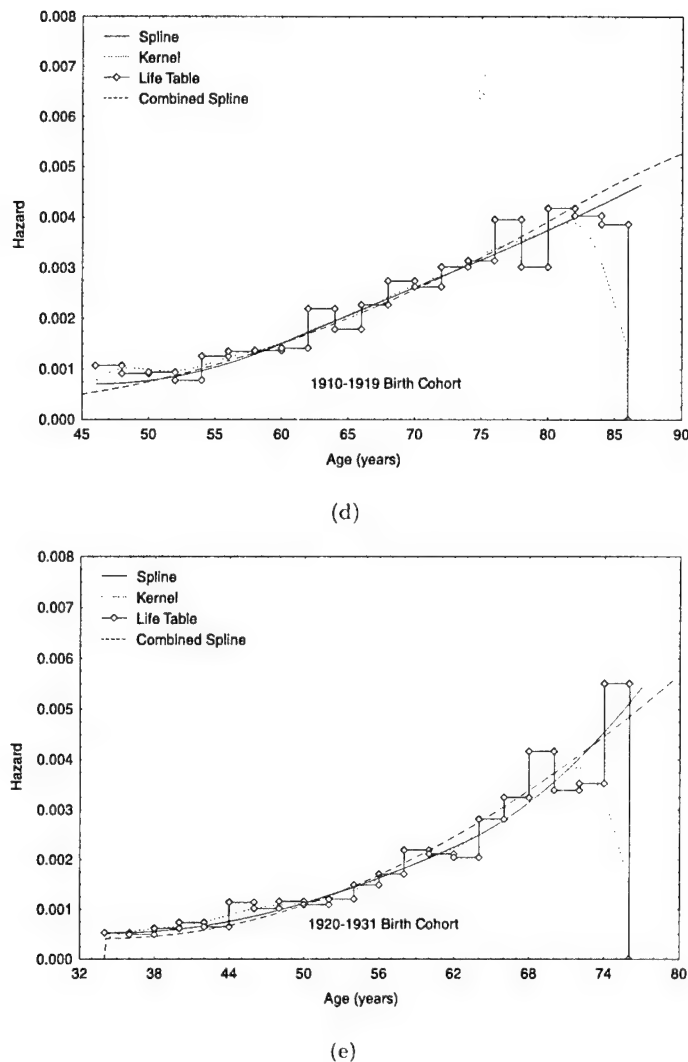 0.008
0.007
0.006
0.005
0.004
0.003
0.002
0.001
0.000
Hazard
Spline
Kernel
Life Table
Combined Spline
1910-1919 Birth Cohort
45 50 55 60 65 70 75 80 85 90
Age (years)
(d)
0.008
0.007
0.006
0.005
0.004
0.003
0.002
0.001
0.000
Hazard
Spline
Kernel
Life Table
Combined Spline
1920-1931 Birth Cohort
32 38 44 50 56 62 68 74 80
Age (years)
(e)